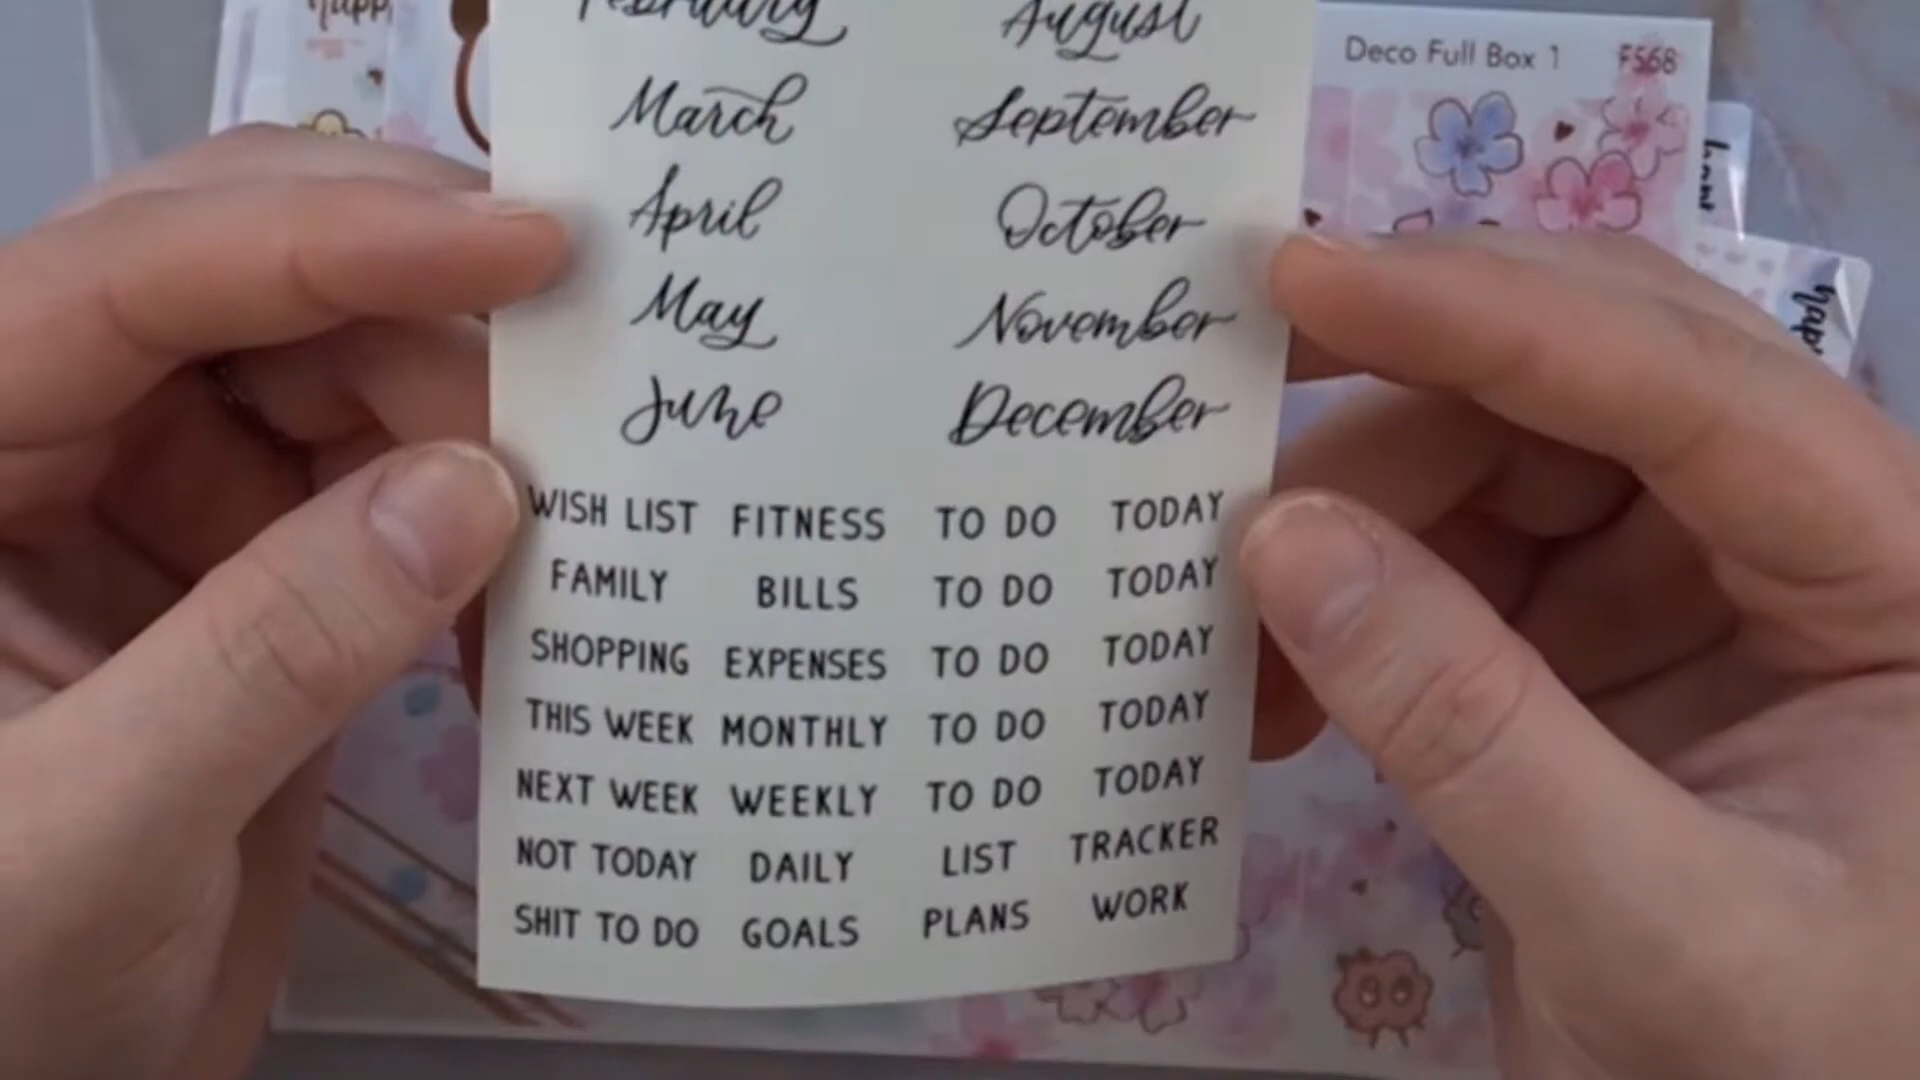 February August
Deco Full Box 1 F568
March September
April October
May November
June December
WISH LIST FITNESS TO DO TODAY
FAMILY BILLS TO DO TODAY
SHOPPING EXPENSES TO DO TODAY
THIS WEEK MONTHLY TO DO TODAY
NEXT WEEK WEEKLY TO DO TODAY
NOT TODAY DAILY LIST TRACKER
SHIT TO DO GOALS PLANS WORK